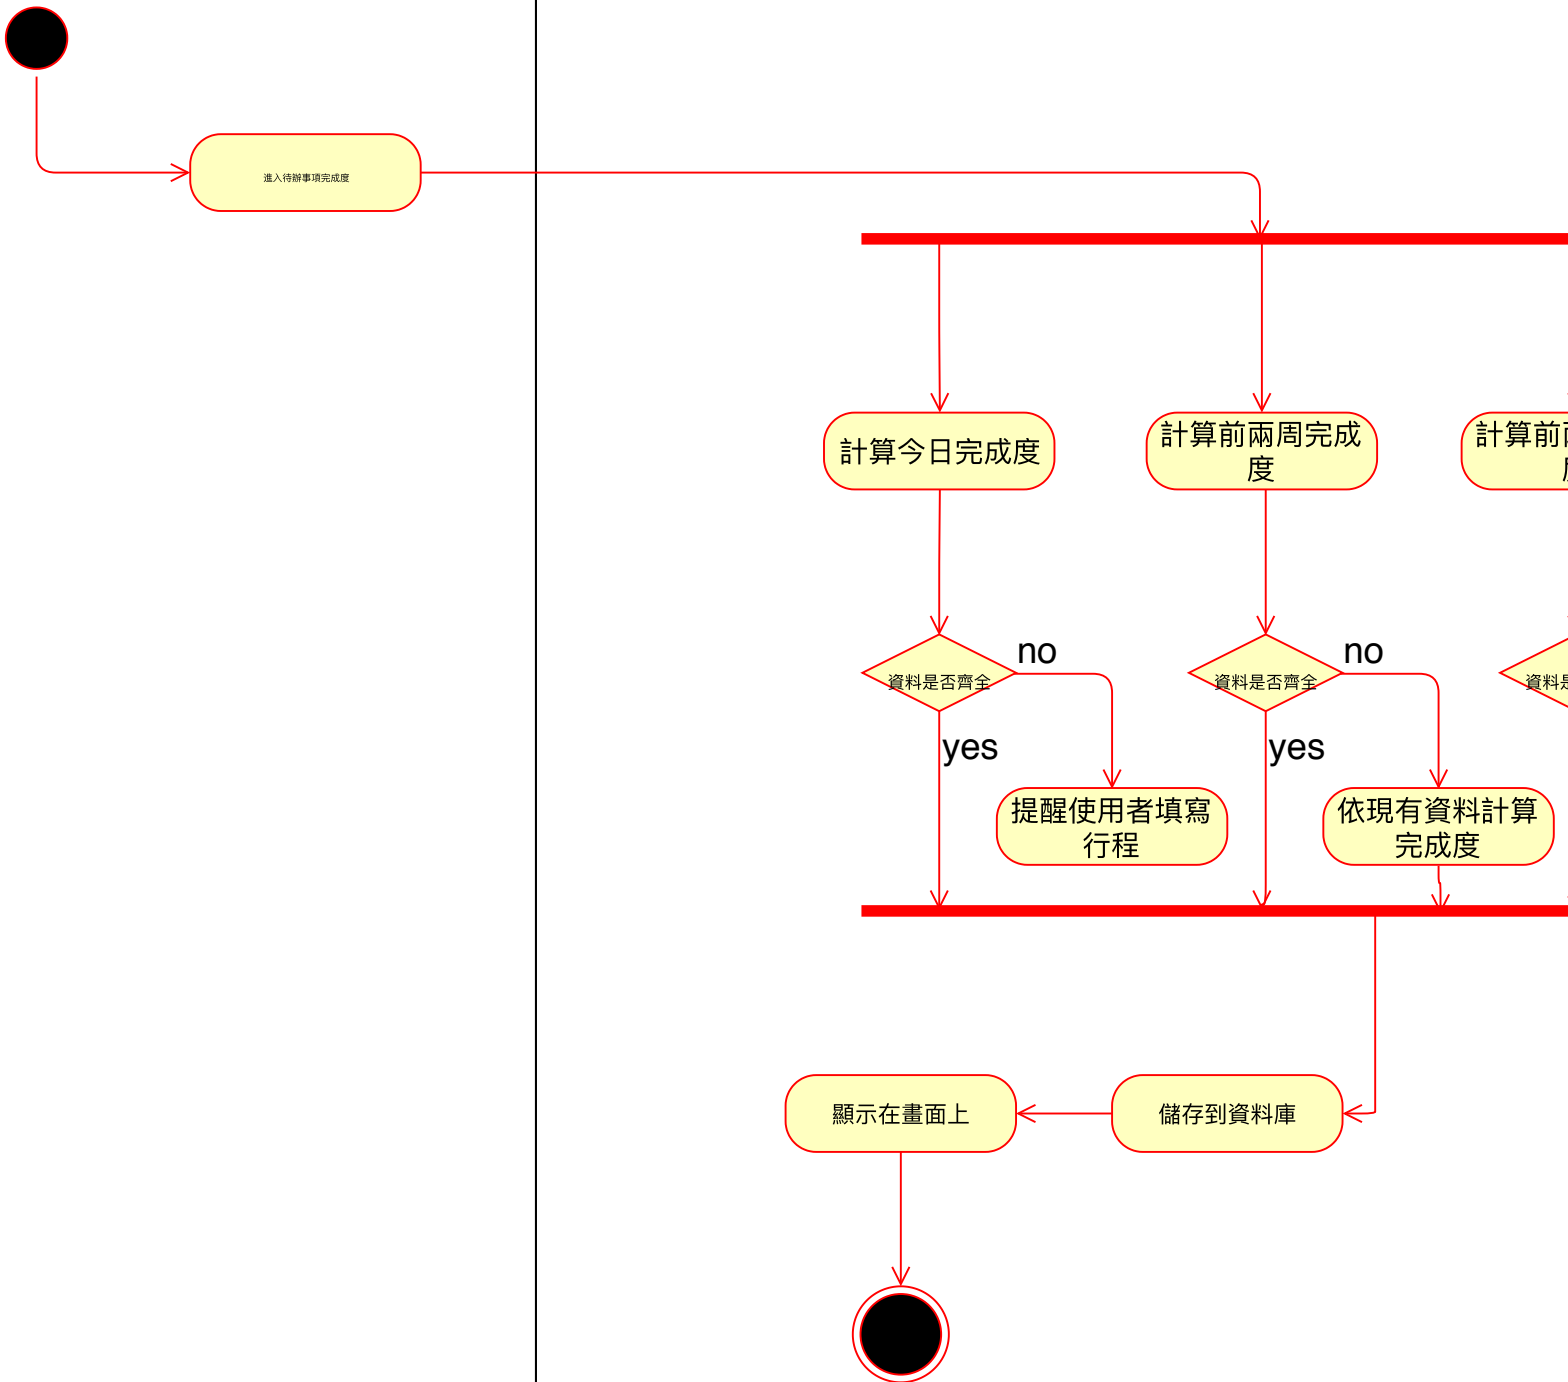 進入待辦事項完成度
計算今日完成度
計算前兩周完成
度
計算前
資料是否齊全
no
yes
資料是否齊全
no
yes
資料
提醒使用者填寫
行程
依現有資料計算
完成度
顯示在畫面上
儲存到資料庫